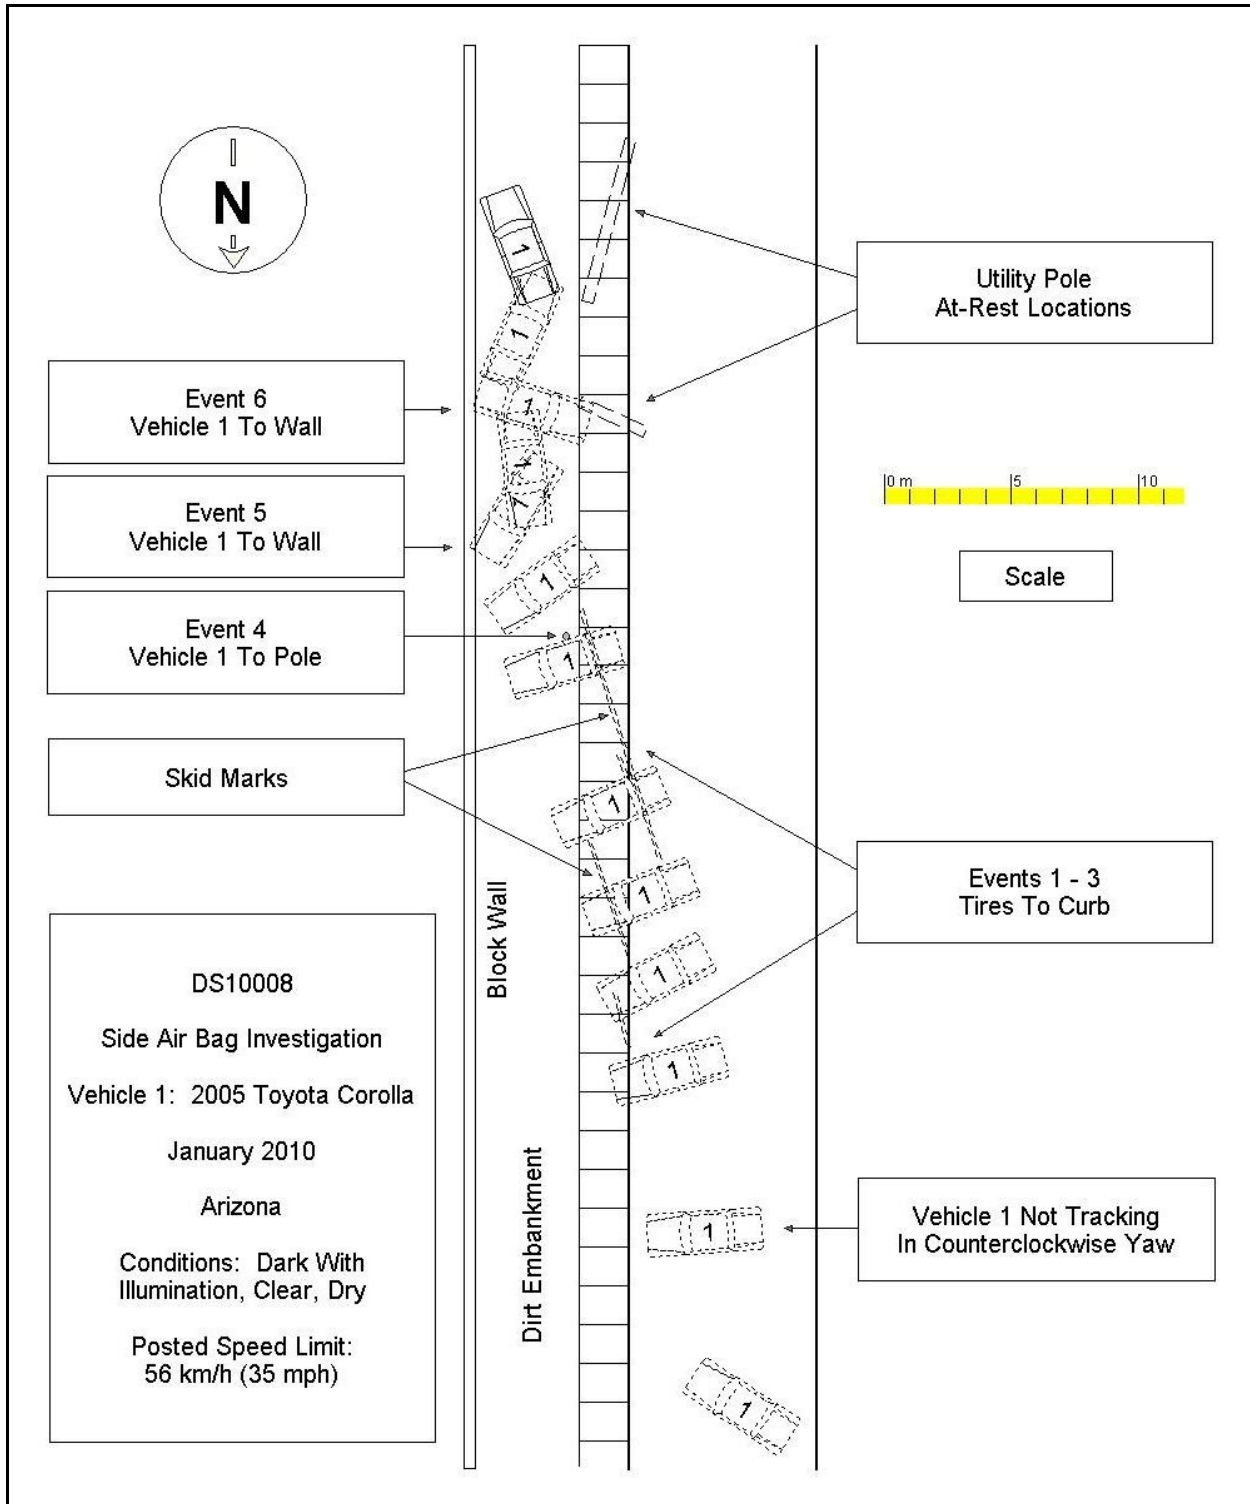 N
Utility Pole
At-Rest Locations
Event 6
Vehicle 1 To Wall
0 m 5 10
Event 5
Vehicle 1 To Wall
Scale
Event 4
Vehicle 1 To Pole
Skid Marks
Events 1 - 3
Tires To Curb
Block Wall
Dirt Embankment
DS10008
Side Air Bag Investigation
Vehicle 1: 2005 Toyota Corolla
January 2010
Arizona
Conditions: Dark With
Illumination, Clear, Dry
Posted Speed Limit:
56 km/h (35 mph)
Vehicle 1 Not Tracking
In Counterclockwise Yaw
1
1
1
1
1
1
1
1
1
1
1
1
1